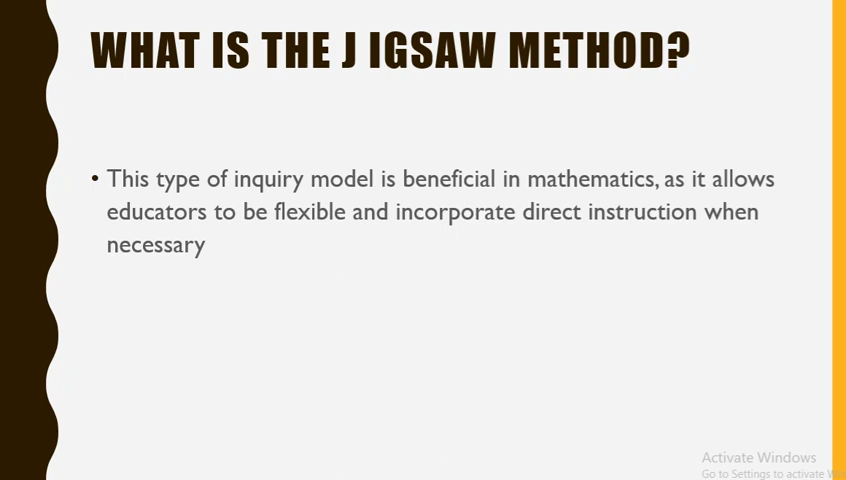 WHAT IS THE J IGSAW METHOD?
• This type of inquiry model is beneficial in mathematics, as it allows
educators to be flexible and incorporate direct instruction when
necessary
Activate Windows
Go to Settings to activate Wi